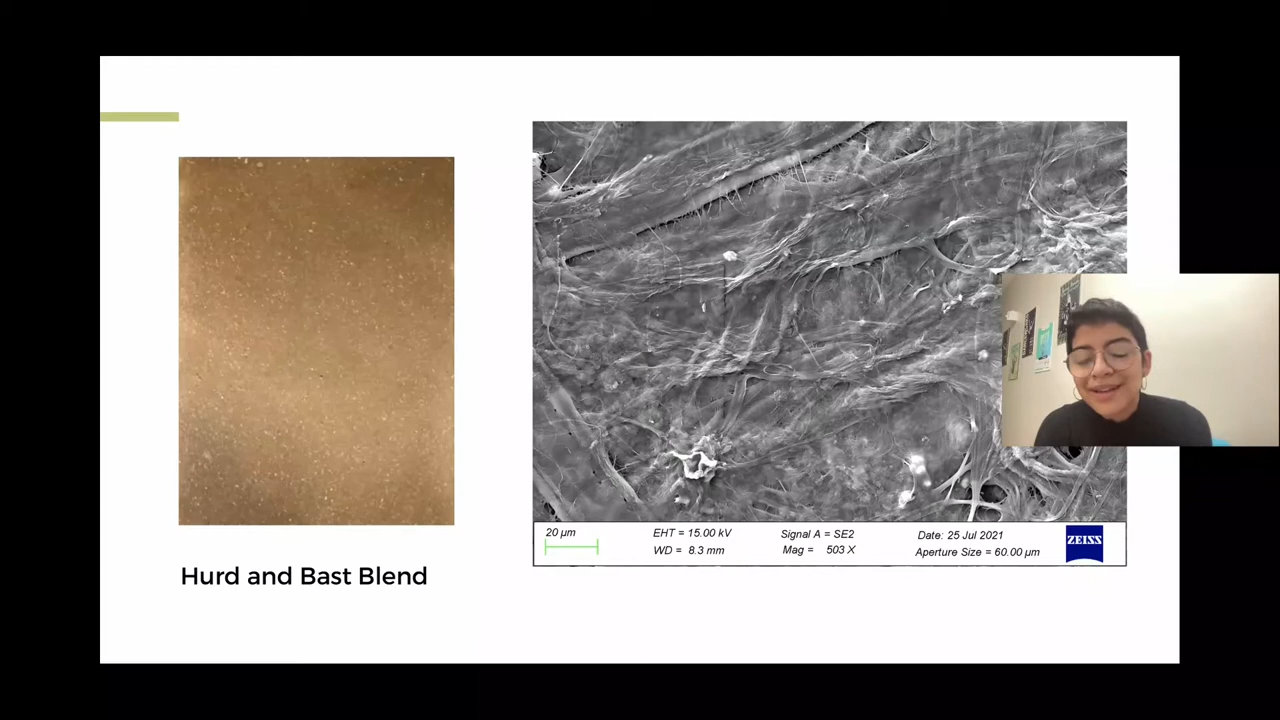 20 µm
EHT = 15.00 kV
Signal A = SE2
Date: 25 Jul 2021
WD = 8.3 mm
Mag = 503 X
Aperture Size = 60.00 µm
ZEISS
Hurd and Bast Blend